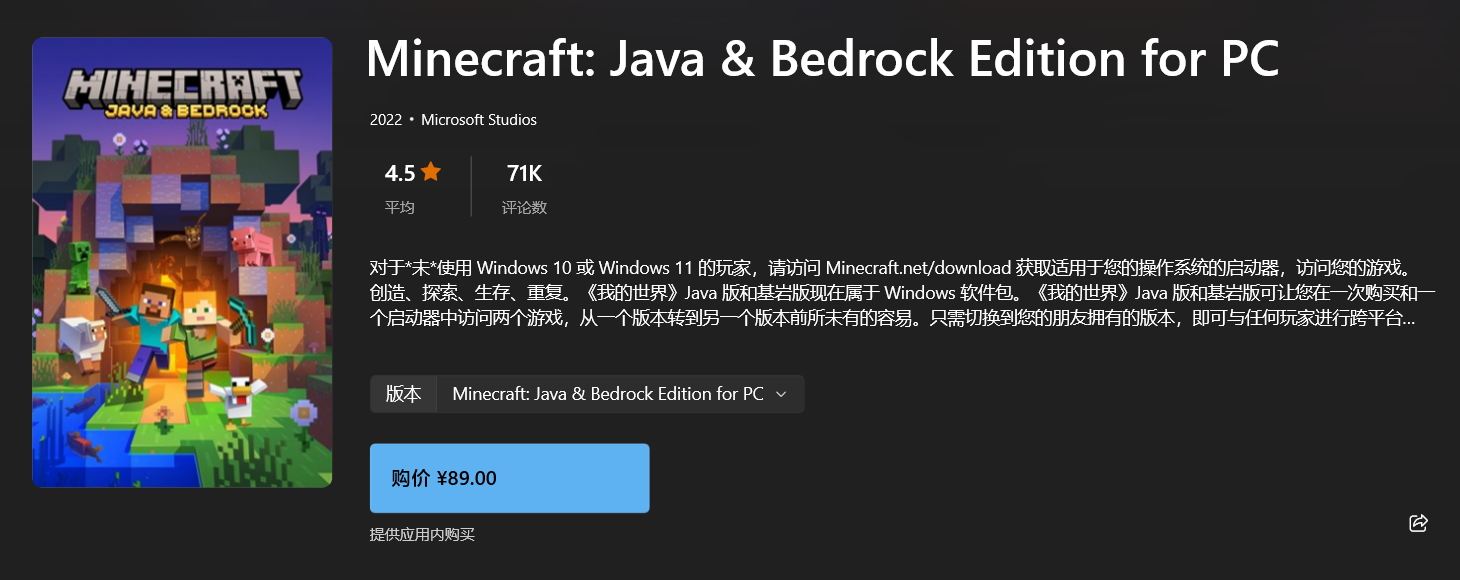 MINECRAFT
JAVA & BEDROCK
Minecraft: Java & Bedrock Edition for PC
2022 • Microsoft Studios
4.5
71K
平均
评论数
对于*未*使用 Windows 10 或 Windows 11 的玩家，请访问 Minecraft.net/download 获取适用于您的操作系统的启动器，访问您的游戏。
创造、探索、生存、重复。《我的世界》Java 版和基岩版现在属于 Windows 软件包。《我的世界》Java 版和基岩版可让您在一次购买和一
个启动器中访问两个游戏，从一个版本转到另一个版本前所未有的容易。只需切换到您的朋友拥有的版本，即可与任何玩家进行跨平台...
版本
Minecraft: Java & Bedrock Edition for PC
购价 ¥89.00
提供应用内购买